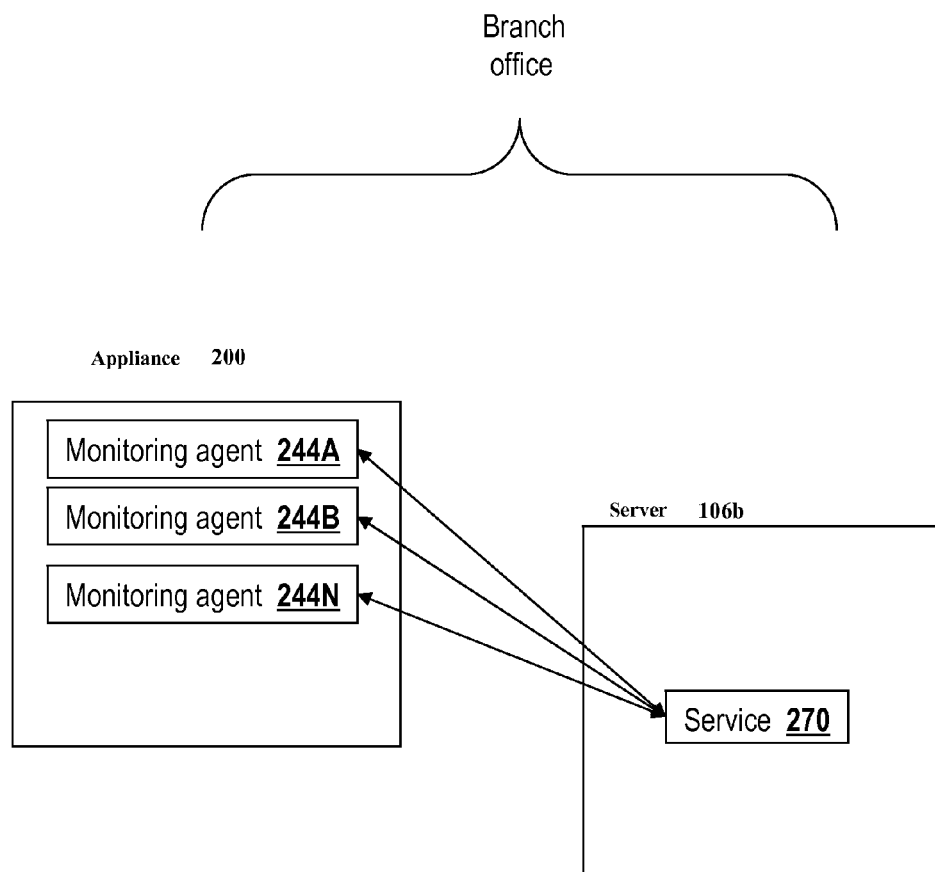 Branch
office
Appliance 200
Monitoring agent 244A
Monitoring agent 244B
Monitoring agent 244N
Server 106b
Service 270